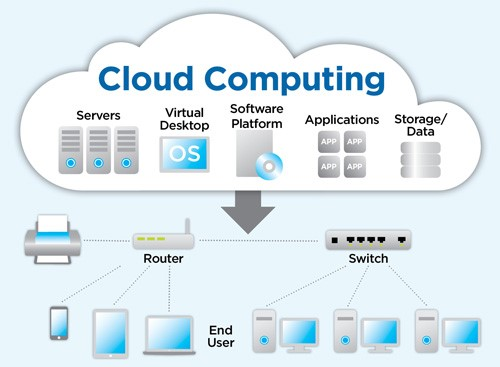 Cloud Computing
Servers
Virtual
Desktop
Software
Platform
Applications
Storage/
Data
OS
APP
APP
APP
APP
Router
Switch
End
User